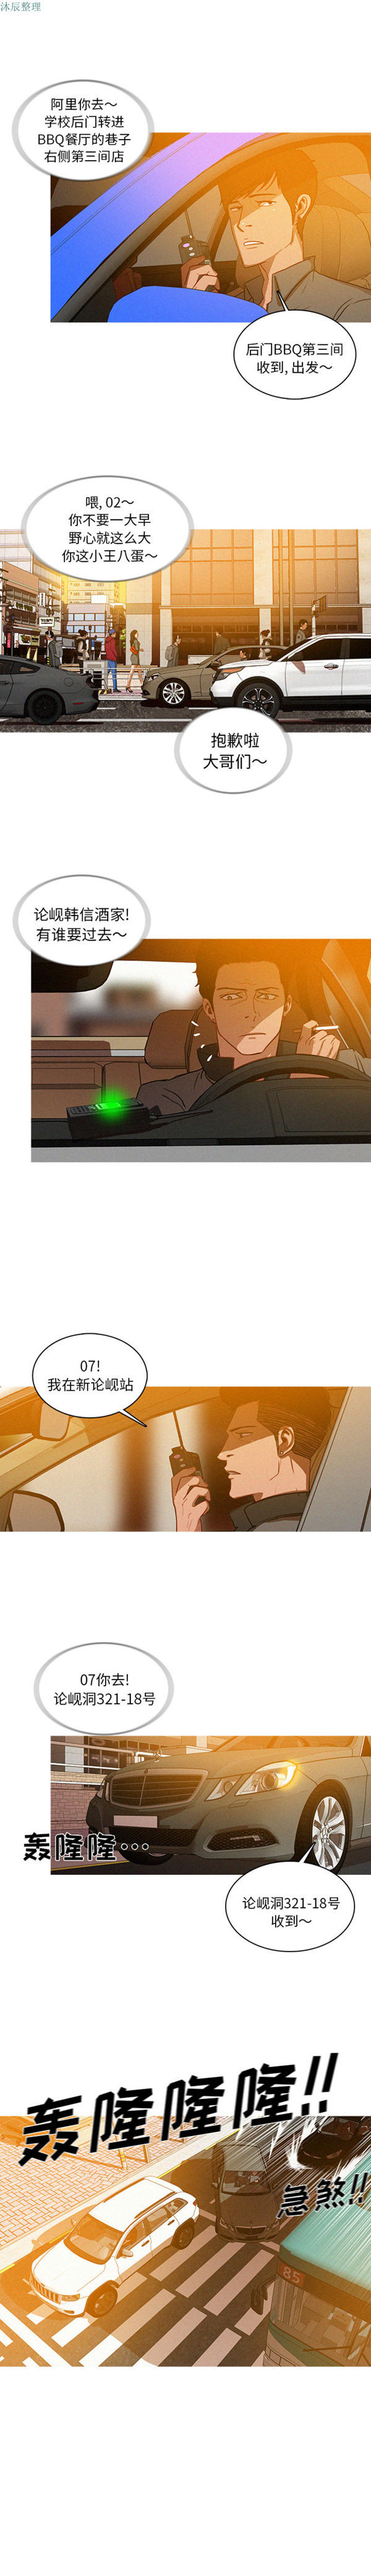 沐辰整理
阿里你去～
学校后门转进
BBQ餐厅的巷子
右侧第三间店
后门BBQ第三间
收到, 出发～
喂, 02～
你不要一大早
野心就这么大
你这小王八蛋～
抱歉啦
大哥们～
论岘韩信酒家!
有谁要过去～
07!
我在新论岘站
07你去!
论岘洞321-18号
轰隆隆…
论岘洞321-18号
收到～
轰隆隆隆!!
急煞!!
85